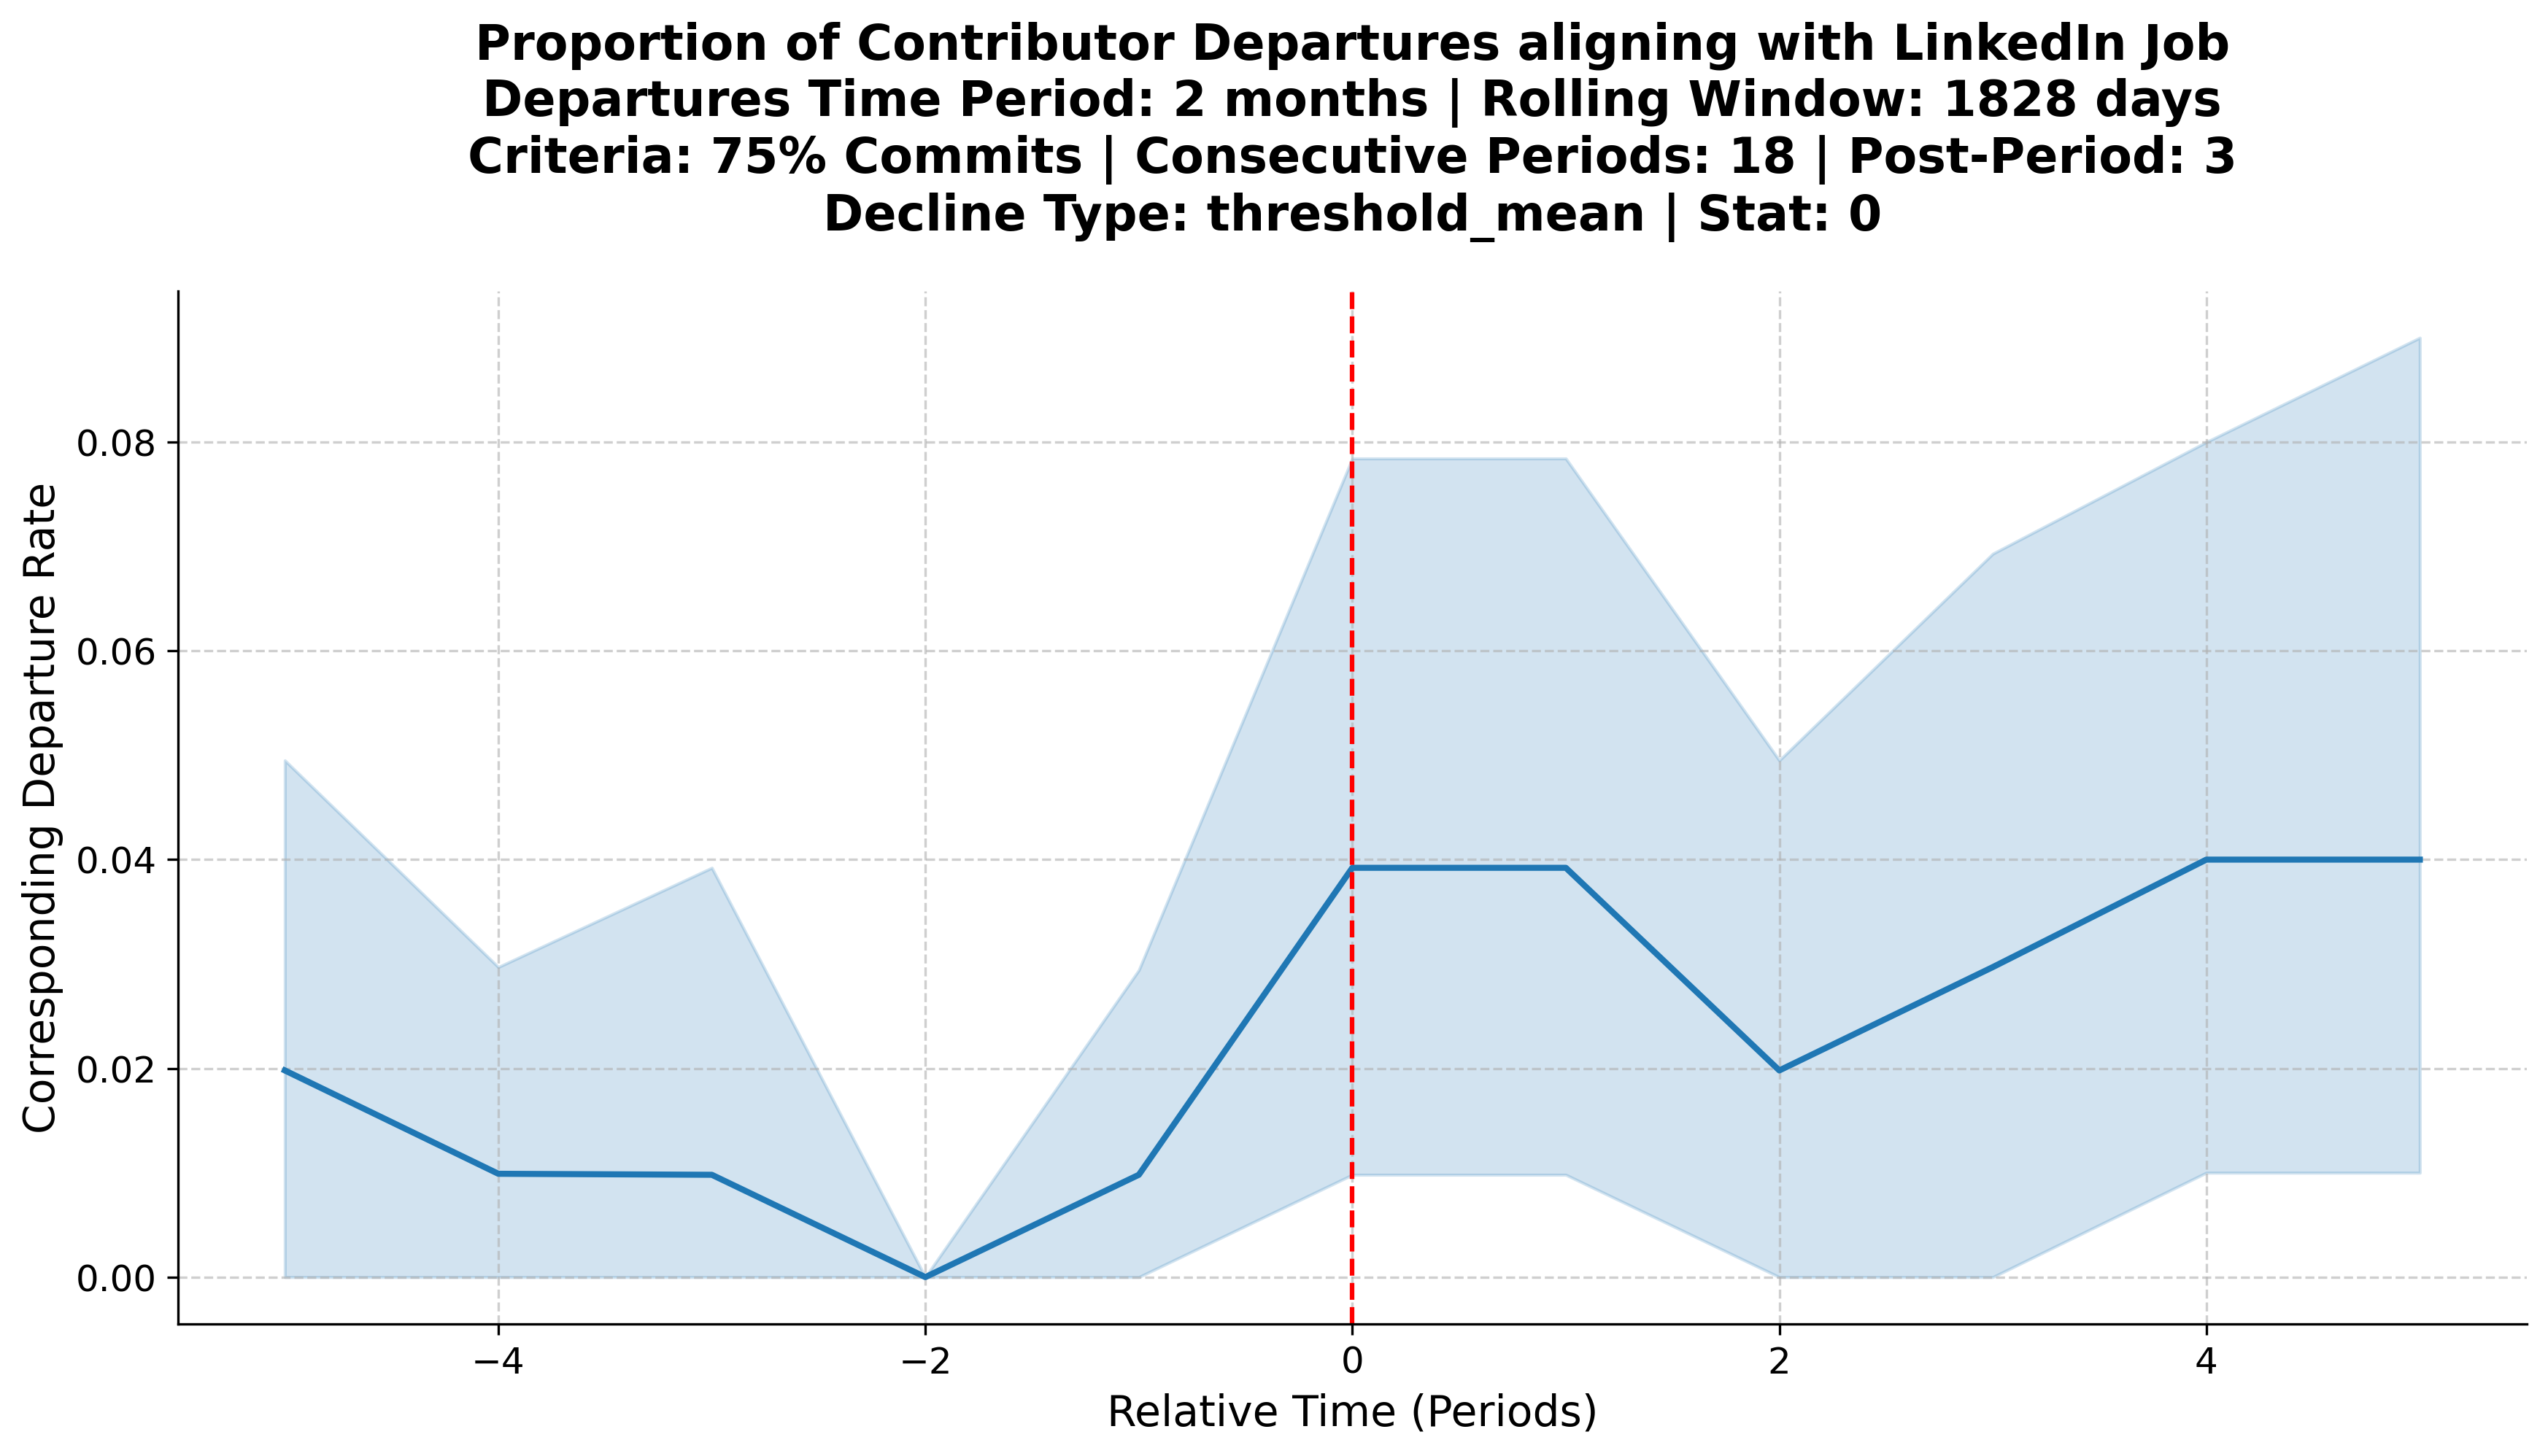 Proportion of Contributor Departures aligning with LinkedIn Job
Departures Time Period: 2 months | Rolling Window: 1828 days
Criteria: 75% Commits | Consecutive Periods: 18 | Post-Period: 3
Decline Type: threshold_mean | Stat: 0
Corresponding Departure Rate
0.08
0.06
0.04
0.02
0.00
−4
−2
0
2
4
Relative Time (Periods)